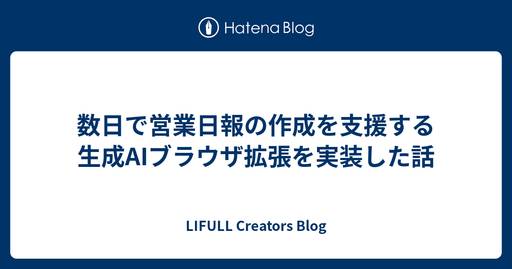 Hatena Blog
数日で営業日報の作成を支援する
生成AIブラウザ拡張を実装した話
LIFULL Creators Blog